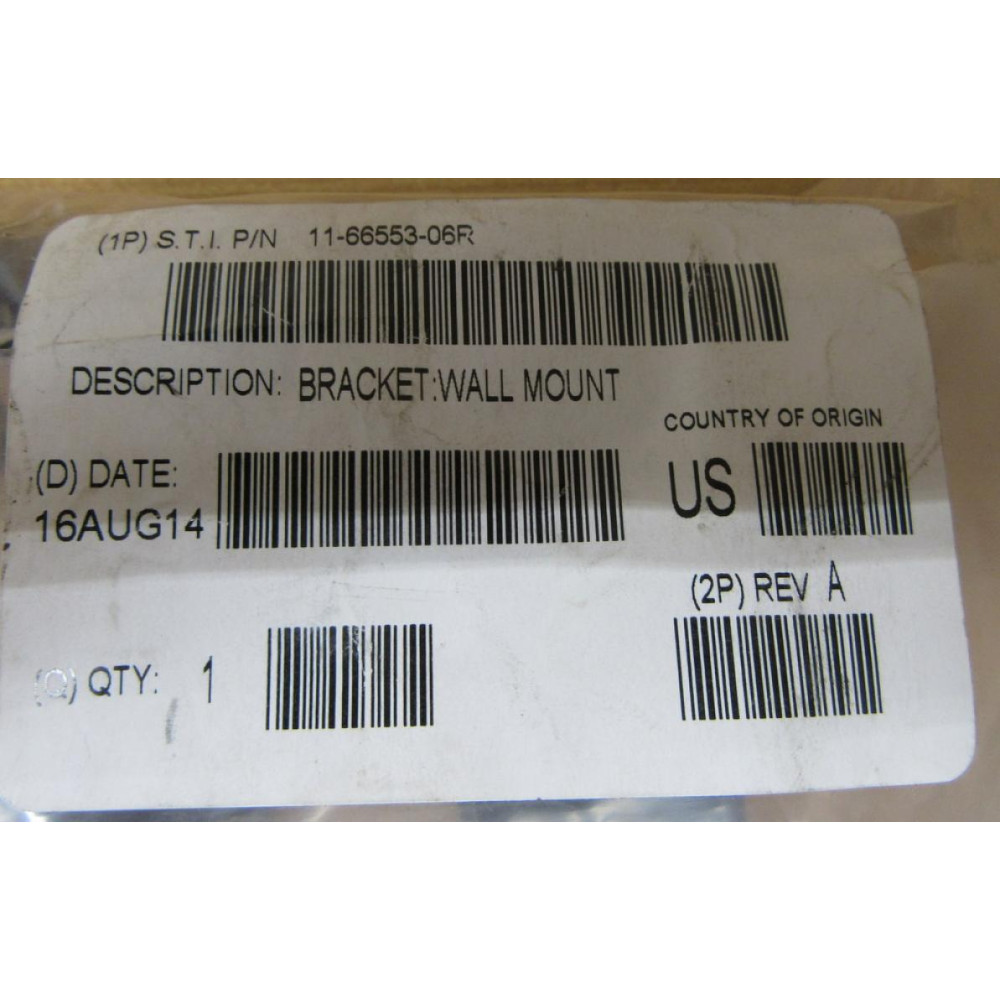 (1P) S.T.I. P/N 11-66553-06R
DESCRIPTION: BRACKET:WALL MOUNT
COUNTRY OF ORIGIN
US
(D) DATE:
16AUG14
(2P) REV A
(Q) QTY: 1